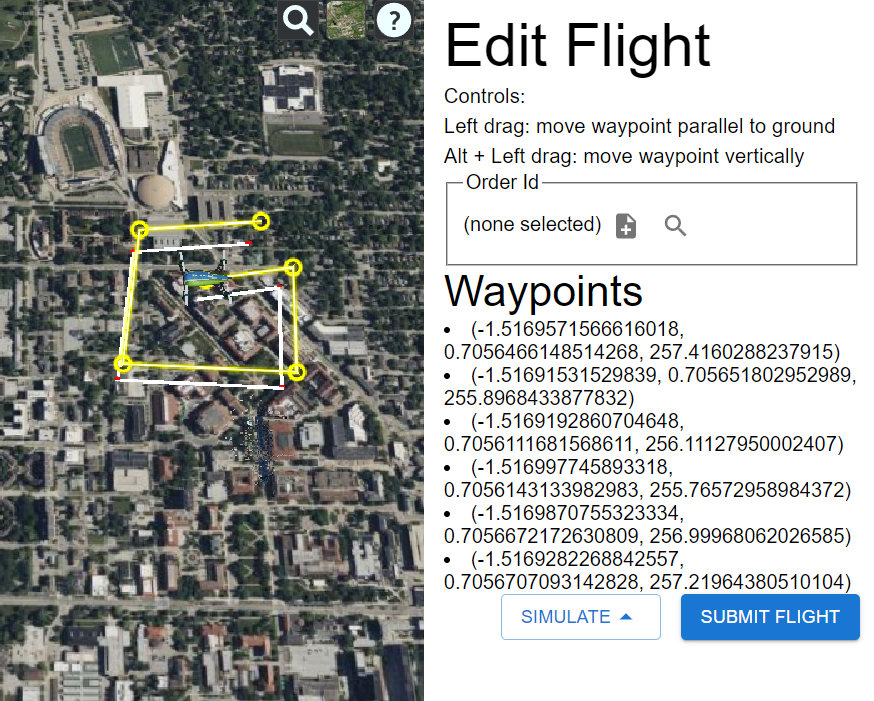 ?
Edit Flight
Controls:
Left drag: move waypoint parallel to ground
Alt + Left drag: move waypoint vertically
Order Id
(none selected)
Waypoints
• (-1.5169571566616018,
0.7056466148514268, 257.4160288237915)
• (-1.51691531529839, 0.705651802952989,
255.8968433877832)
• (-1.5169192860704648,
0.7056111681568611, 256.11127950002407)
• (-1.516997745893318,
0.7056143133982983, 255.76572958984372)
• (-1.5169870755323334,
0.7056672172630809, 256.99968062026585)
• (-1.5169282268842557,
0.7056707093142828, 257.21964380510104)
SIMULATE
SUBMIT FLIGHT